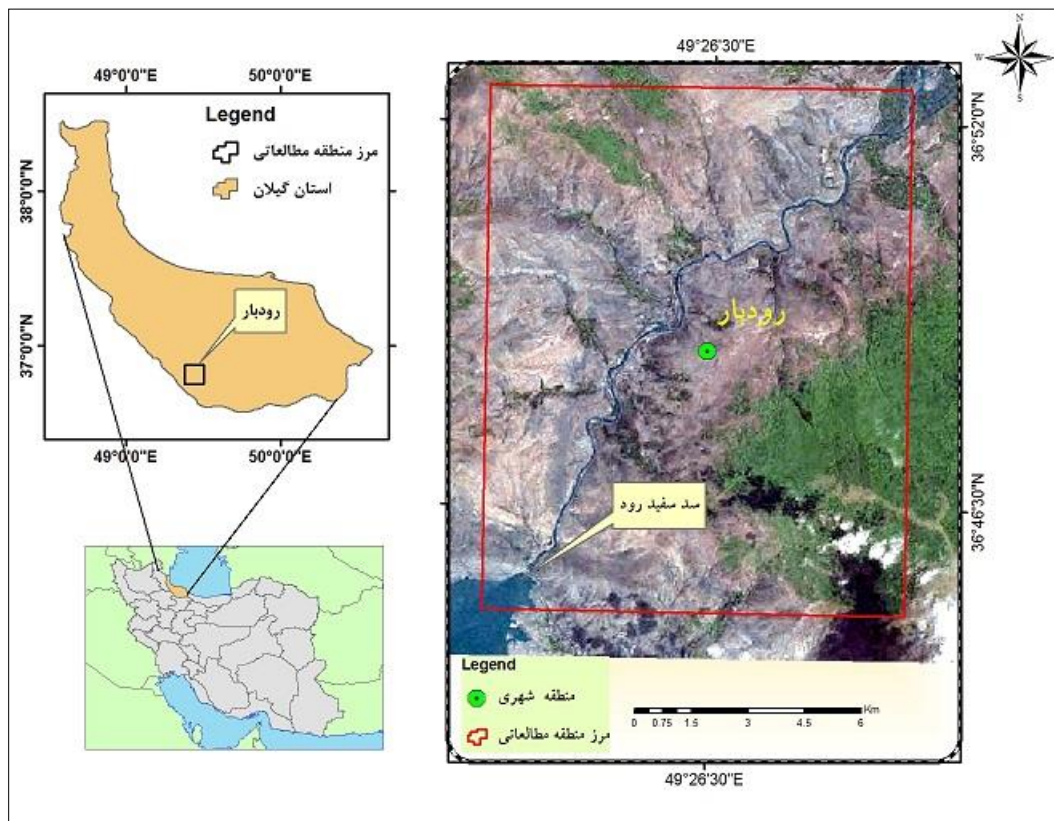 49°0'0"E 50°0'0"E
38°0'0"N
37°0'0"N
Legend
مرز منطقه مطالعاتی
استان گیلان
رودبار
49°0'0"E 50°0'0"E
49°26'30"E
N
W E
S
36°52'0"N
رودبار
36°46'30"N
سد سفید رود
Legend
منطقه شهری
مرز منطقه مطالعاتی
Km
0 0.75 1.5 3 4.5 6
49°26'30"E